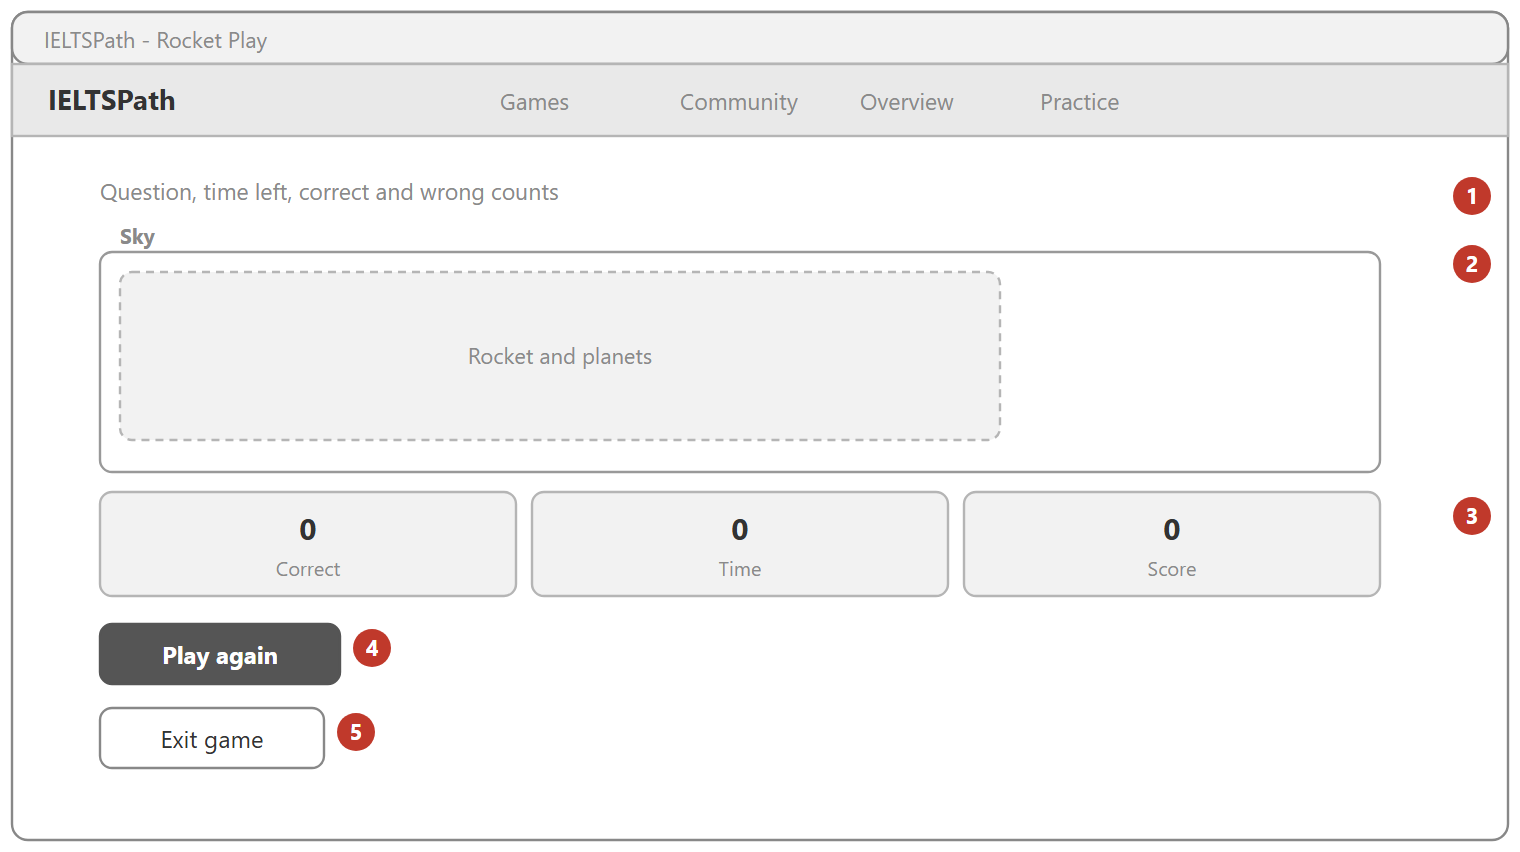 IELTSPath - Rocket Play
IELTSPath Games Community Overview Practice
Question, time left, correct and wrong counts 1
Sky
2
Rocket and planets
0 0 0 3
Correct Time Score
Play again 4
Exit game 5